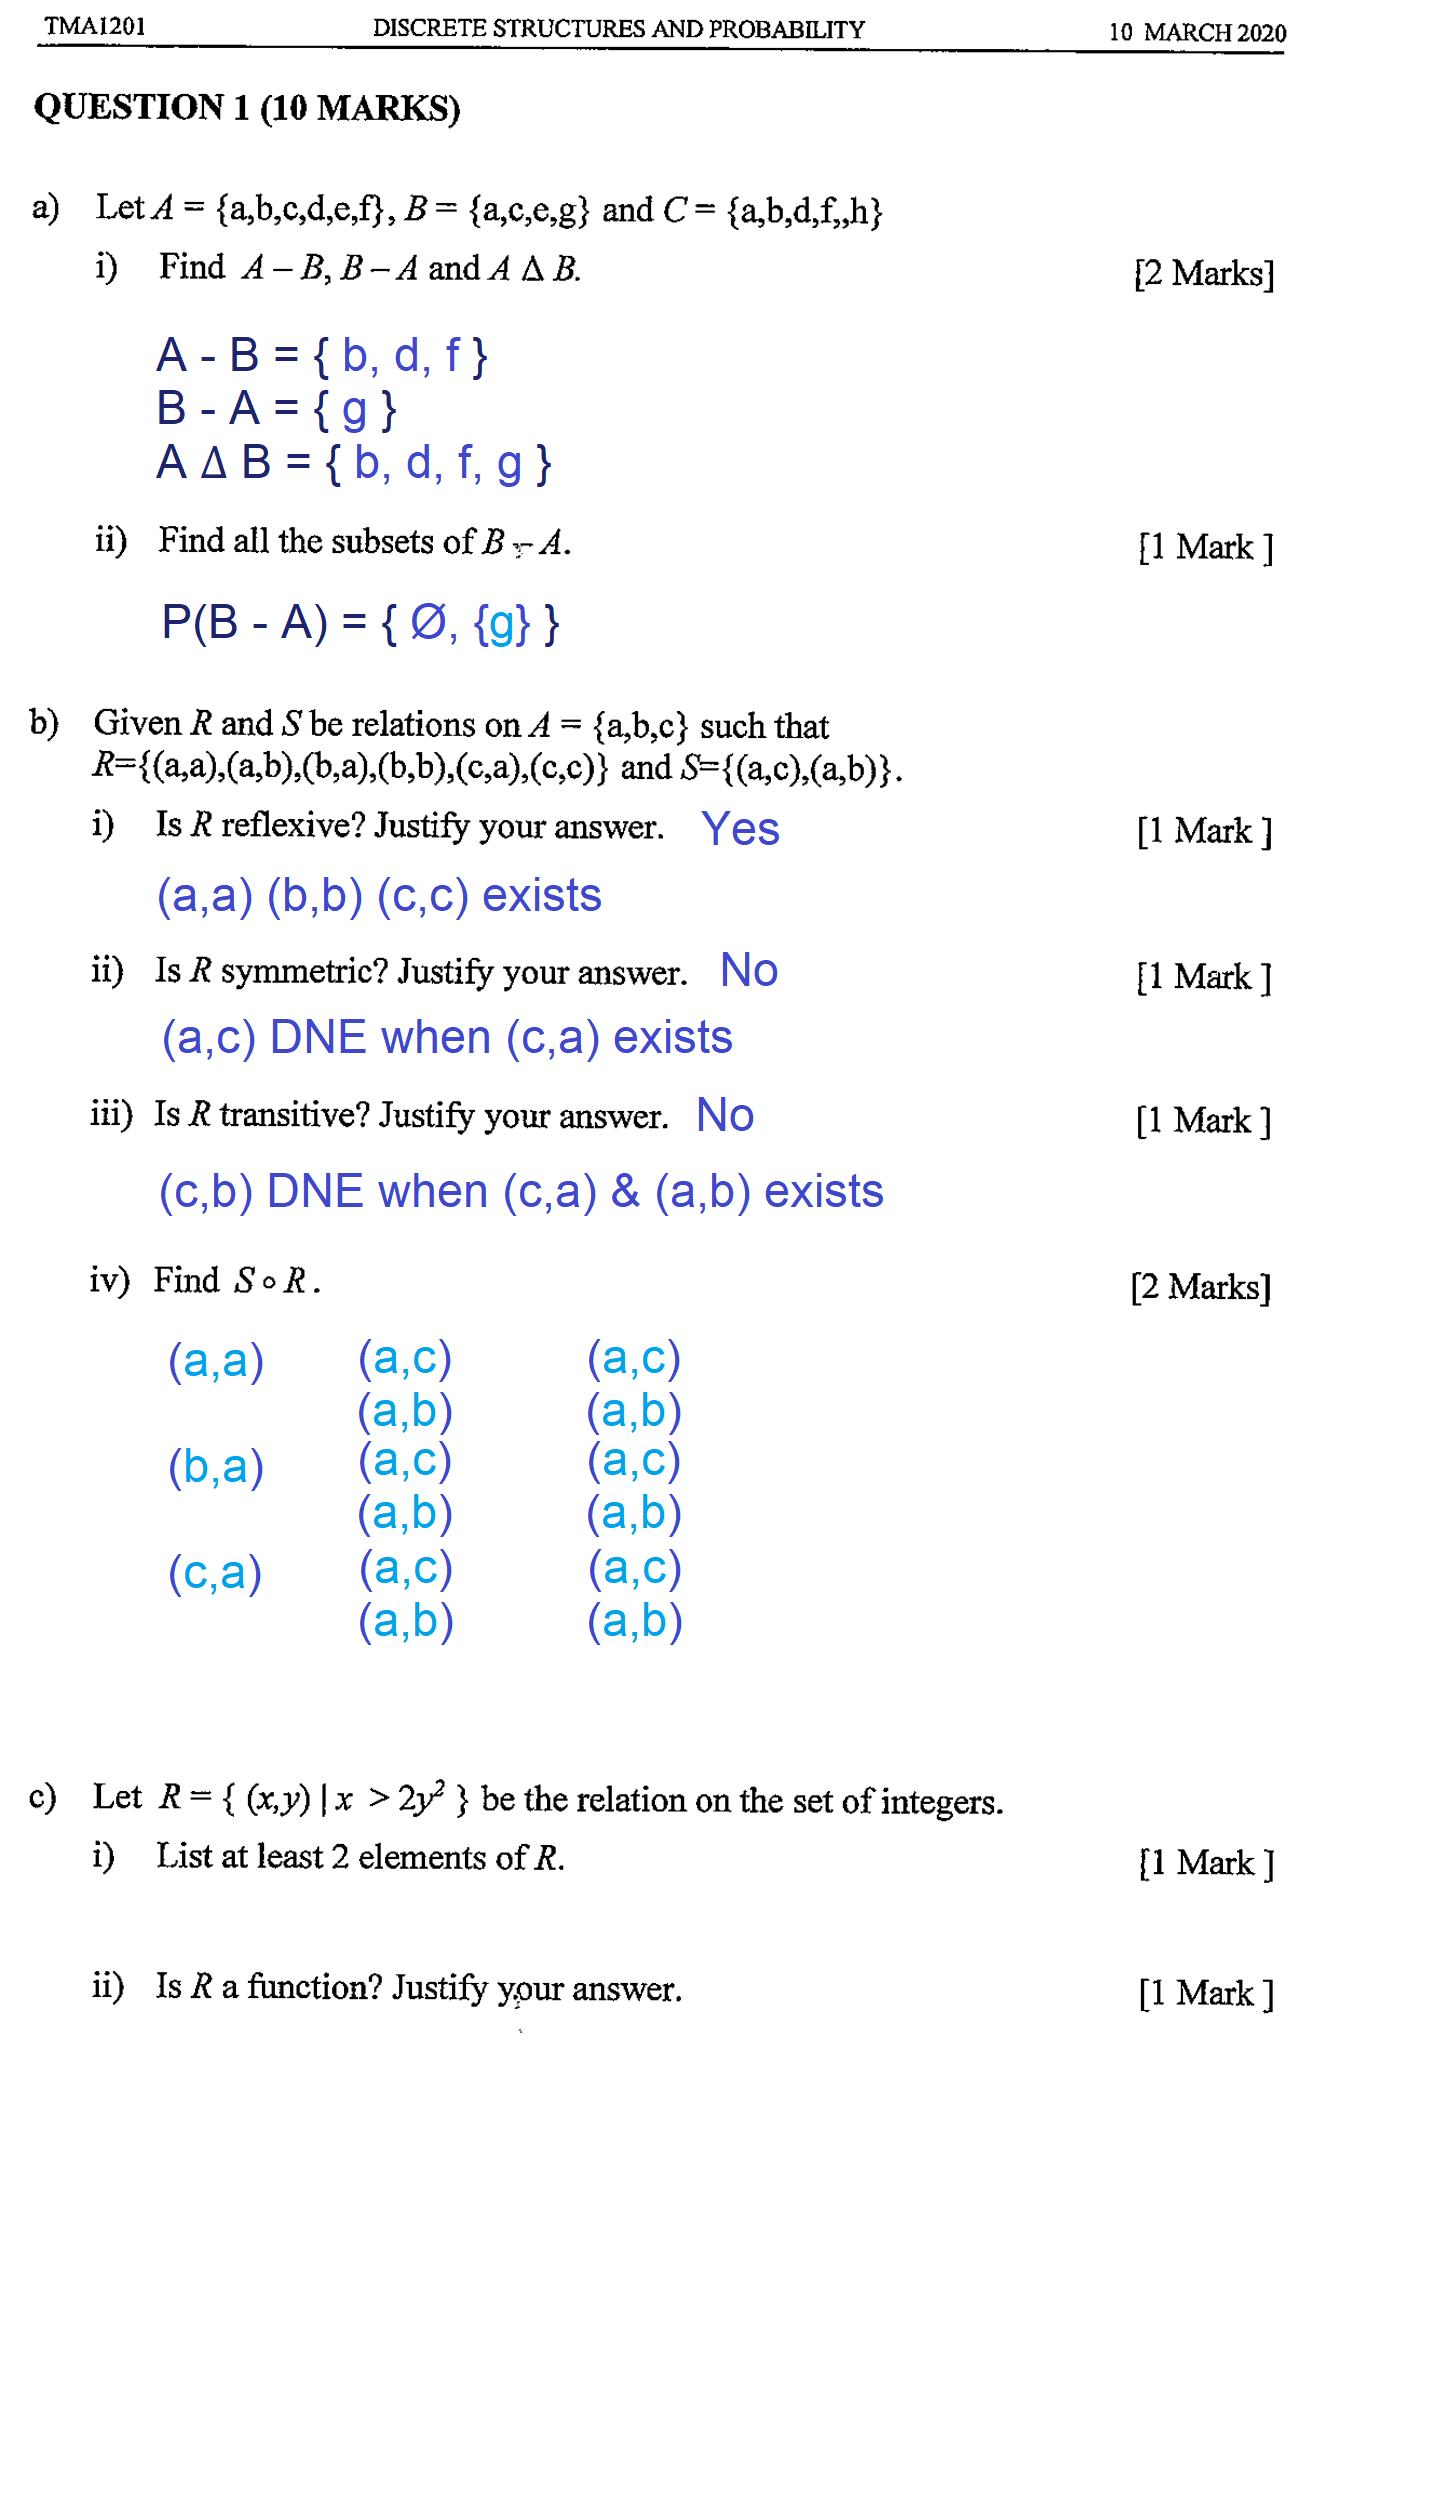 TMA1201 DISCRETE STRUCTURES AND PROBABILITY 10 MARCH 2020
QUESTION 1 (10 MARKS)
a) Let A = {a,b,c,d,e,f}, B = {a,c,e,g} and C = {a,b,d,f,,h}
i) Find A – B, B – A and A Δ B. [2 Marks]
A - B = { b, d, f }
B - A = { g }
A Δ B = { b, d, f, g }
ii) Find all the subsets of B – A. [1 Mark ]
P(B - A) = { Ø, {g} }
b) Given R and S be relations on A = {a,b,c} such that
R={(a,a),(a,b),(b,a),(b,b),(c,a),(c,c)} and S={(a,c),(a,b)}.
i) Is R reflexive? Justify your answer. Yes [1 Mark ]
(a,a) (b,b) (c,c) exists
ii) Is R symmetric? Justify your answer. No [1 Mark ]
(a,c) DNE when (c,a) exists
iii) Is R transitive? Justify your answer. No [1 Mark ]
(c,b) DNE when (c,a) & (a,b) exists
iv) Find S ∘ R . [2 Marks]
(a,a) (a,c) (a,c)
(a,b) (a,b)
(b,a) (a,c) (a,c)
(a,b) (a,b)
(c,a) (a,c) (a,c)
(a,b) (a,b)
c) Let R = { (x,y) | x > 2y² } be the relation on the set of integers.
i) List at least 2 elements of R. [1 Mark ]
ii) Is R a function? Justify your answer. [1 Mark ]